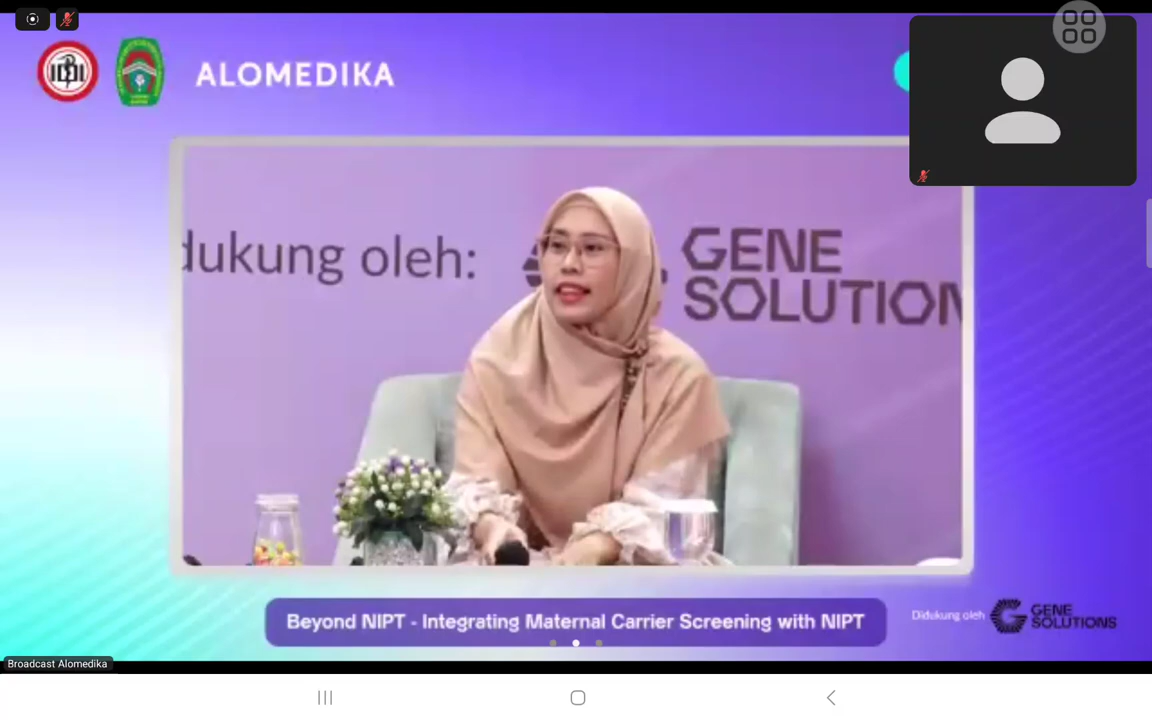 IDI
ALOMEDIKA
dukung oleh:
GENE
SOLUTION
Beyond NIPT - Integrating Maternal Carrier Screening with NIPT
Didukung oleh
GENE
SOLUTIONS
Broadcast Alomedika